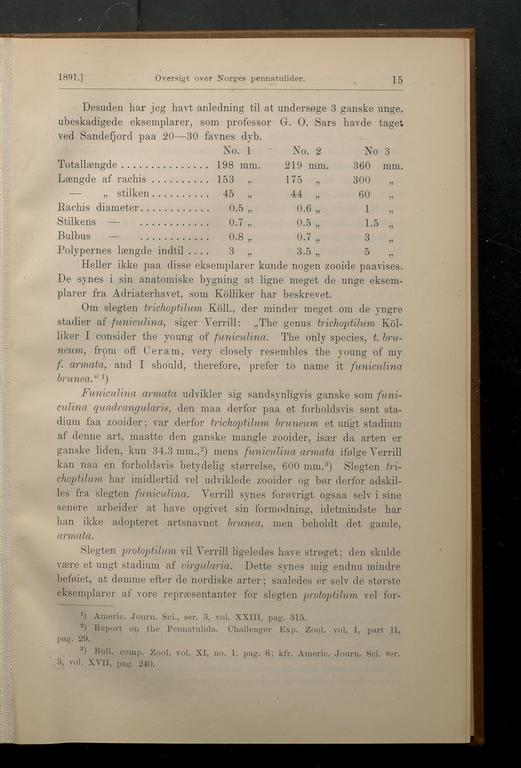 1891.] Oversigt over Norges pennatulider. 15
Desuden har jeg havt anledning til at undersøge 3 ganske unge,
ubeskadigede eksemplarer, som professor G. O. Sars havde taget
ved Sandefjord paa 20—30 favnes dyb.
No. 1 No. 2 No 3
Totallængde ............... 198 mm. 219 mm. 360 mm.
Længde af rachis .......... 153 „ 175 „ 300 „
— „ stilken .......... 45 „ 44 „ 60 „
Rachis diameter ............ 0.5 „ 0.6 „ 1 „
Stilkens — ............ 0.7 „ 0.5 „ 1.5 „
Bulbus — ............ 0.8 „ 0.7 „ 3 „
Polypernes længde indtil .... 3 „ 3.5 „ 5 „
Heller ikke paa disse eksemplarer kunde nogen zooide paavises.
De synes i sin anatomiske bygning at ligne meget de unge eksem-
plarer fra Adriaterhavet, som Kölliker har beskrevet.
Om slegten trichoptilum Köll., der minder meget om de yngre
stadier af funiculina, siger Verrill: „The genus trichoptilum Köl-
liker I consider the young of funiculina. The only species, t. bru-
neum, from off Ceram, very closely resembles the young of my
f. armata, and I should, therefore, prefer to name it funiculina
brunea.“ ¹)
Funiculina armata udvikler sig sandsynligvis ganske som funi-
culina quadrangularis, den maa derfor paa et forholdsvis sent sta-
dium faa zooider; var derfor trichoptilum bruneum et ungt stadium
af denne art, maatte den ganske mangle zooider, især da arten er
ganske liden, kun 34.3 mm.,²) mens funiculina armata ifølge Verrill
kan naa en forholdsvis betydelig størrelse, 600 mm.³) Slegten tri-
choptilum har imidlertid vel udviklede zooider og bør derfor adskil-
les fra slegten funiculina. Verrill synes forøvrigt ogsaa selv i sine
senere arbeider at have opgivet sin formodning, idetmindste har
han ikke adopteret artsnavnet brunea, men beholdt det gamle,
armata.
Slegten protoptilum vil Verrill ligeledes have strøget; den skulde
være et ungt stadium af virgularia. Dette synes mig endnu mindre
beføiet, at dømme efter de nordiske arter; saaledes er selv de største
eksemplarer af vore repræsentanter for slegten protoptilum vel for-
¹) Americ. Journ. Sci., ser. 3, vol. XXIII, pag. 315.
²) Report on the Pennatulida. Challenger Exp. Zool. vol. I, part II,
pag. 29.
³) Bull. comp. Zool. vol. XI, no. 1, pag. 6; kfr. Americ. Journ. Sci. ser.
3, vol. XVII, pag. 240.